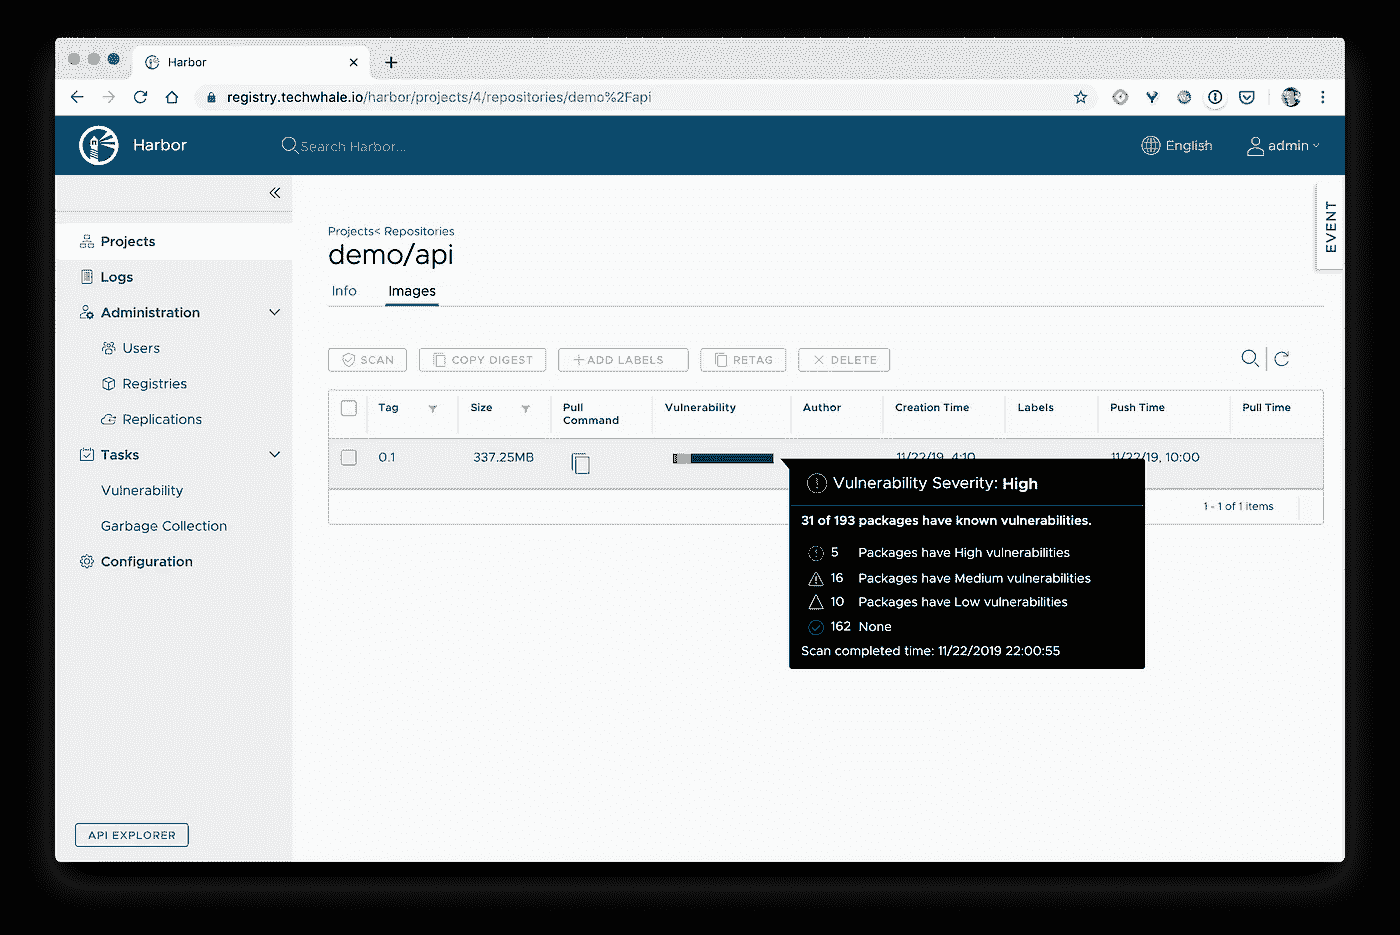 Harbor
registry.techwhale.io/harbor/projects/4/repositories/demo%2Fapi
Harbor
Search Harbor...
English
admin
EVENT
Projects
Logs
Administration
Users
Registries
Replications
Tasks
Vulnerability
Garbage Collection
Configuration
API EXPLORER
Projects< Repositories
demo/api
Info Images
SCAN COPY DIGEST +ADD LABELS RETAG × DELETE
Tag Size Pull Command Vulnerability Author Creation Time Labels Push Time Pull Time
0.1 337.25MB 11/22/19, 4:10 11/22/19, 10:00
1 - 1 of 1 items
Vulnerability Severity: High
31 of 193 packages have known vulnerabilities.
5 Packages have High vulnerabilities
16 Packages have Medium vulnerabilities
10 Packages have Low vulnerabilities
162 None
Scan completed time: 11/22/2019 22:00:55